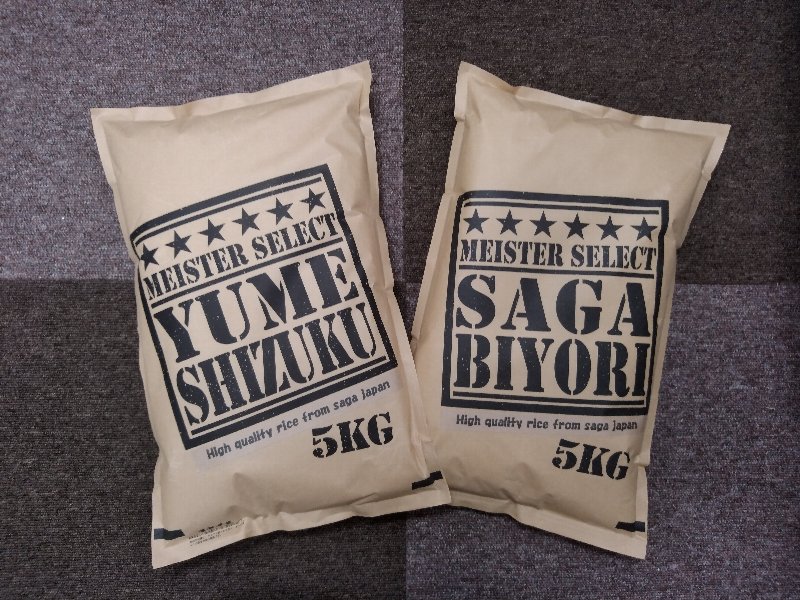 ★★★★★★
MEISTER SELECT
YUME
SHIZUKU
High quality rice from saga Japan
5KG
★★★★★★
MEISTER SELECT
SAGA
BIYORI
High quality rice from saga Japan
5KG